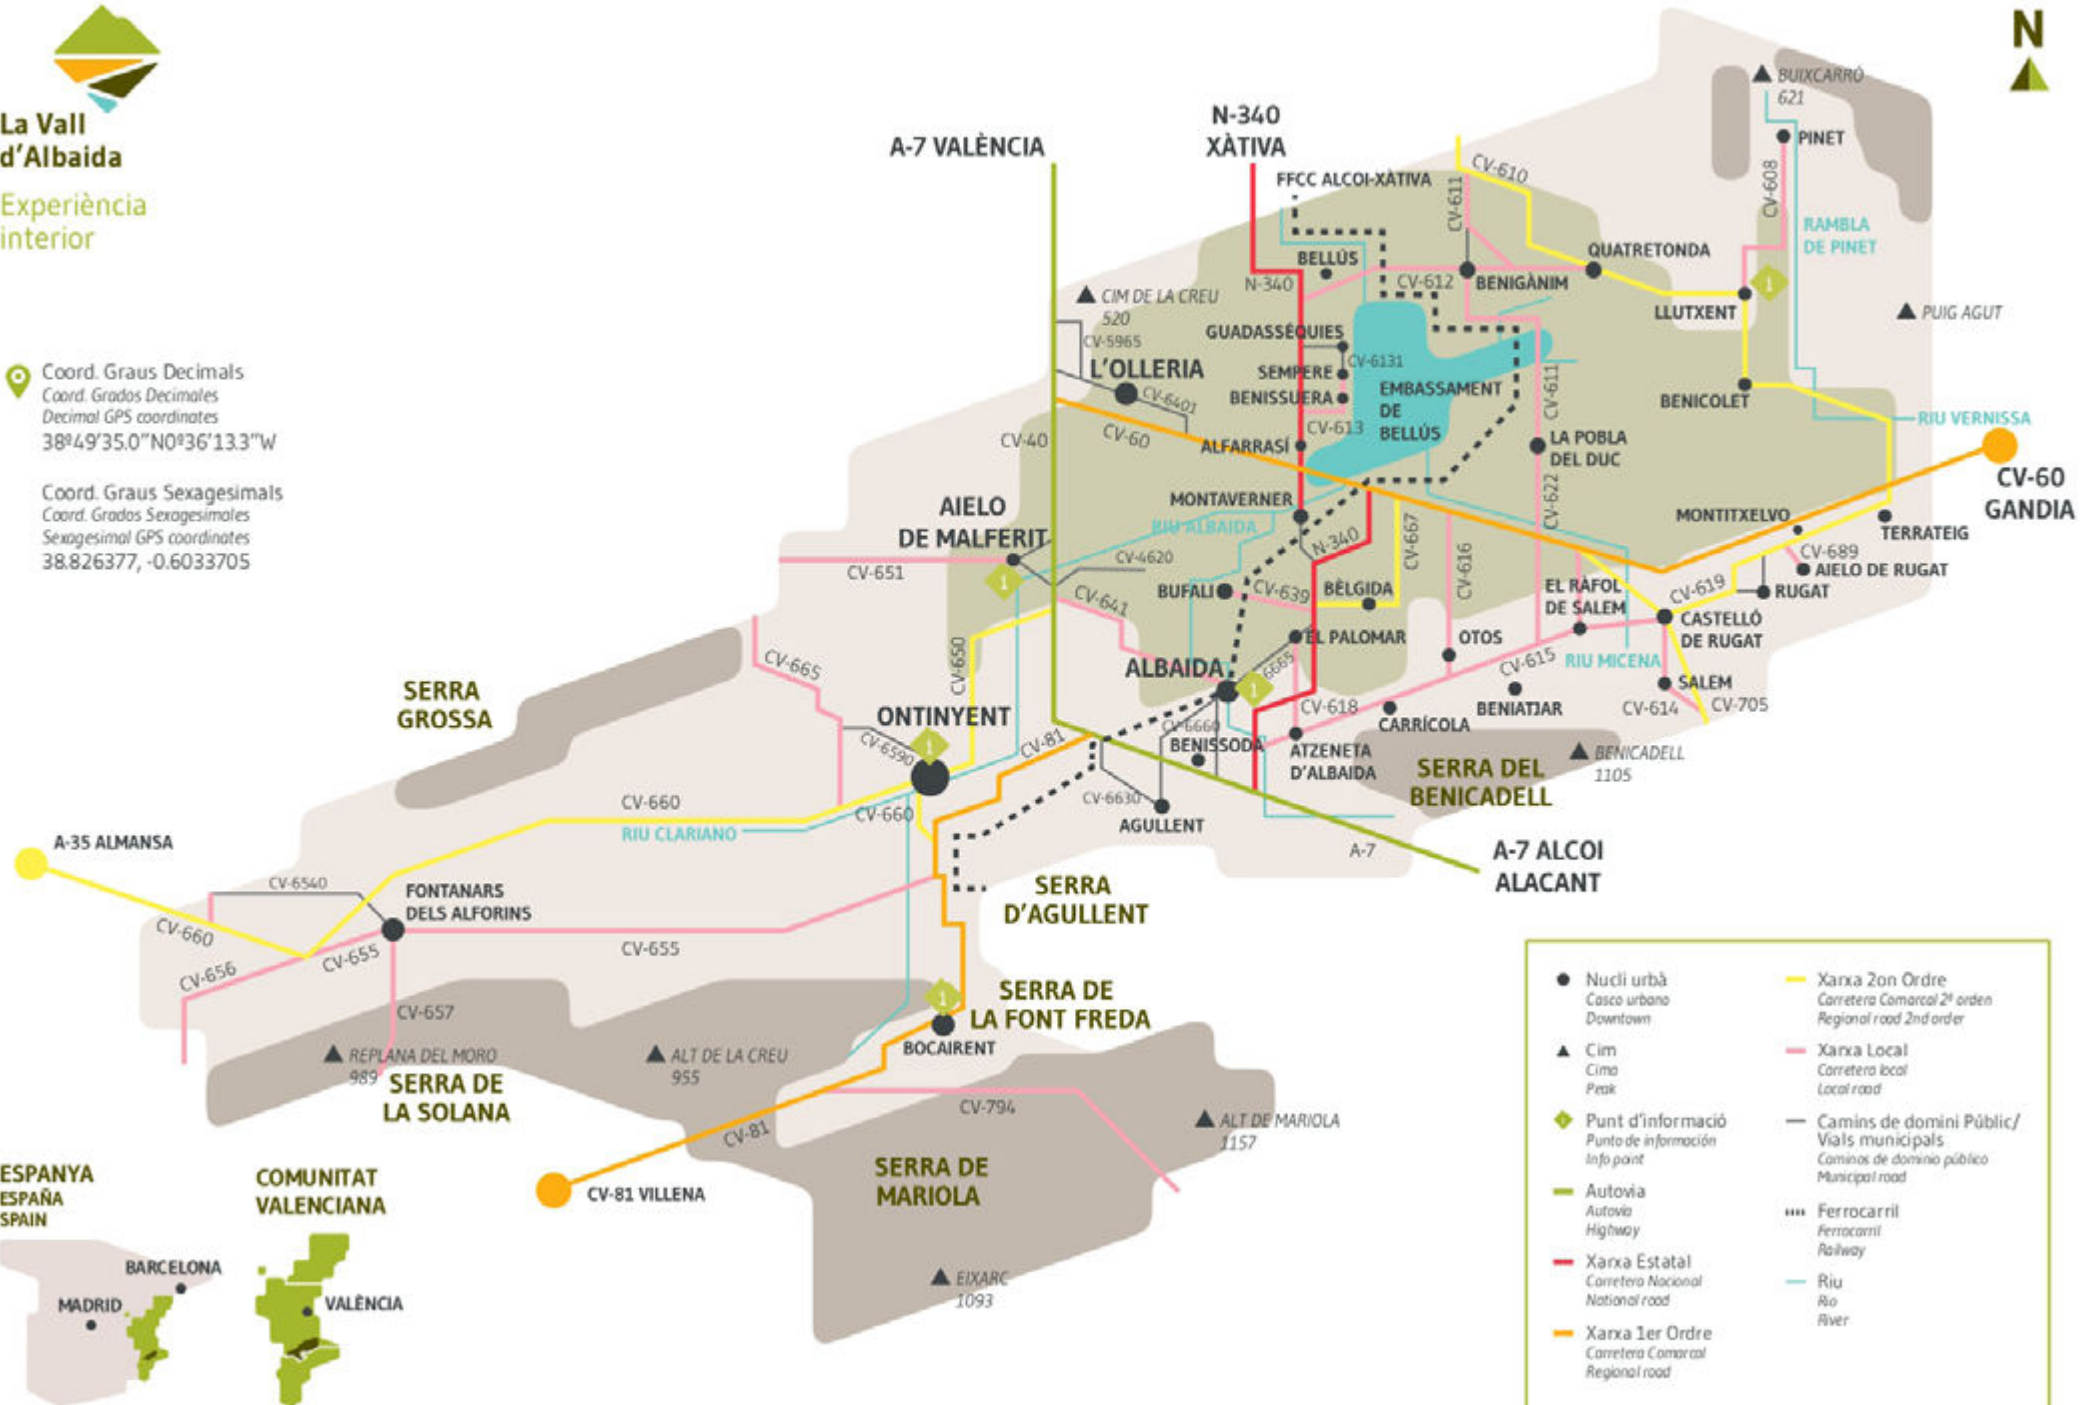 La Vall
d'Albaida
Experiència
interior
N
Coord. Graus Decimals
Coord. Grados Decimales
Decimal GPS coordinates
38º49'35.0"N0º36'13.3"W
Coord. Graus Sexagesimals
Coord. Grados Sexagesimales
Sexagesimal GPS coordinates
38.826377, -0.6033705
A-7 VALÈNCIA
N-340
XÀTIVA
FFCC ALCOI-XÀTIVA
CV-611
CV-610
BUIXCARRÓ
621
PINET
CV-608
RAMBLA
DE PINET
QUATRETONDA
BELLÚS
N-340
CV-612
BENIGÀNIM
LLUTXENT
i
PUIG AGUT
CIM DE LA CREU
520
CV-5965
L'OLLERIA
CV-6401
GUADASSÉQUIES
CV-6131
SEMPERE
BENISSUERA
EMBASSAMENT
DE
BELLÚS
CV-611
BENICOLET
RIU VERNISSA
CV-40
CV-60
ALFARRASÍ
CV-613
LA POBLA
DEL DUC
CV-60
GANDIA
AIELO
DE MALFERIT
MONTAVERNER
RIU ALBAIDA
N-340
CV-667
CV-616
CV-622
MONTITXELVO
TERRATEIG
CV-651
i
CV-4620
CV-689
AIELO DE RUGAT
CV-641
BUFALI
CV-639
BÈLGIDA
EL RÀFOL
DE SALEM
CV-619
RUGAT
CASTELLÓ
DE RUGAT
CV-650
CV-665
EL PALOMAR
6665
OTOS
CV-615
RIU MICENA
ALBAIDA
i
SALEM
SERRA
GROSSA
ONTINYENT
i
CV-6590
CV-81
CV-6660
CV-618
CARRÍCOLA
BENIATJAR
CV-614
CV-705
BENISSODA
ATZENETA
D'ALBAIDA
SERRA DEL
BENICADELL
BENICADELL
1105
CV-660
RIU CLARIANO
CV-660
CV-6630
AGULLENT
A-7
A-7 ALCOI
ALACANT
A-35 ALMANSA
CV-6540
FONTANARS
DELS ALFORINS
SERRA
D'AGULLENT
CV-660
CV-656
CV-655
CV-655
CV-657
i
SERRA DE
LA FONT FREDA
BOCAIRENT
REPLANA DEL MORO
989
SERRA DE
LA SOLANA
ALT DE LA CREU
955
CV-794
CV-81
ALT DE MARIOLA
1157
SERRA DE
MARIOLA
CV-81 VILLENA
EIXARC
1093
ESPANYA
ESPAÑA
SPAIN
BARCELONA
MADRID
COMUNITAT
VALENCIANA
VALÈNCIA
Nucli urbà
Casco urbano
Downtown
Cim
Cima
Peak
i
Punt d'informació
Punto de información
Info point
Autovia
Autovía
Highway
Xarxa Estatal
Carretera Nacional
National road
Xarxa 1er Ordre
Carretera Comarcal
Regional road
Xarxa 2on Ordre
Carretera Comarcal 2º orden
Regional road 2nd order
Xarxa Local
Carretera local
Local road
Camins de domini Públic/
Vials municipals
Caminos de dominio público
Municipal road
Ferrocarril
Ferrocarril
Railway
Riu
Río
River